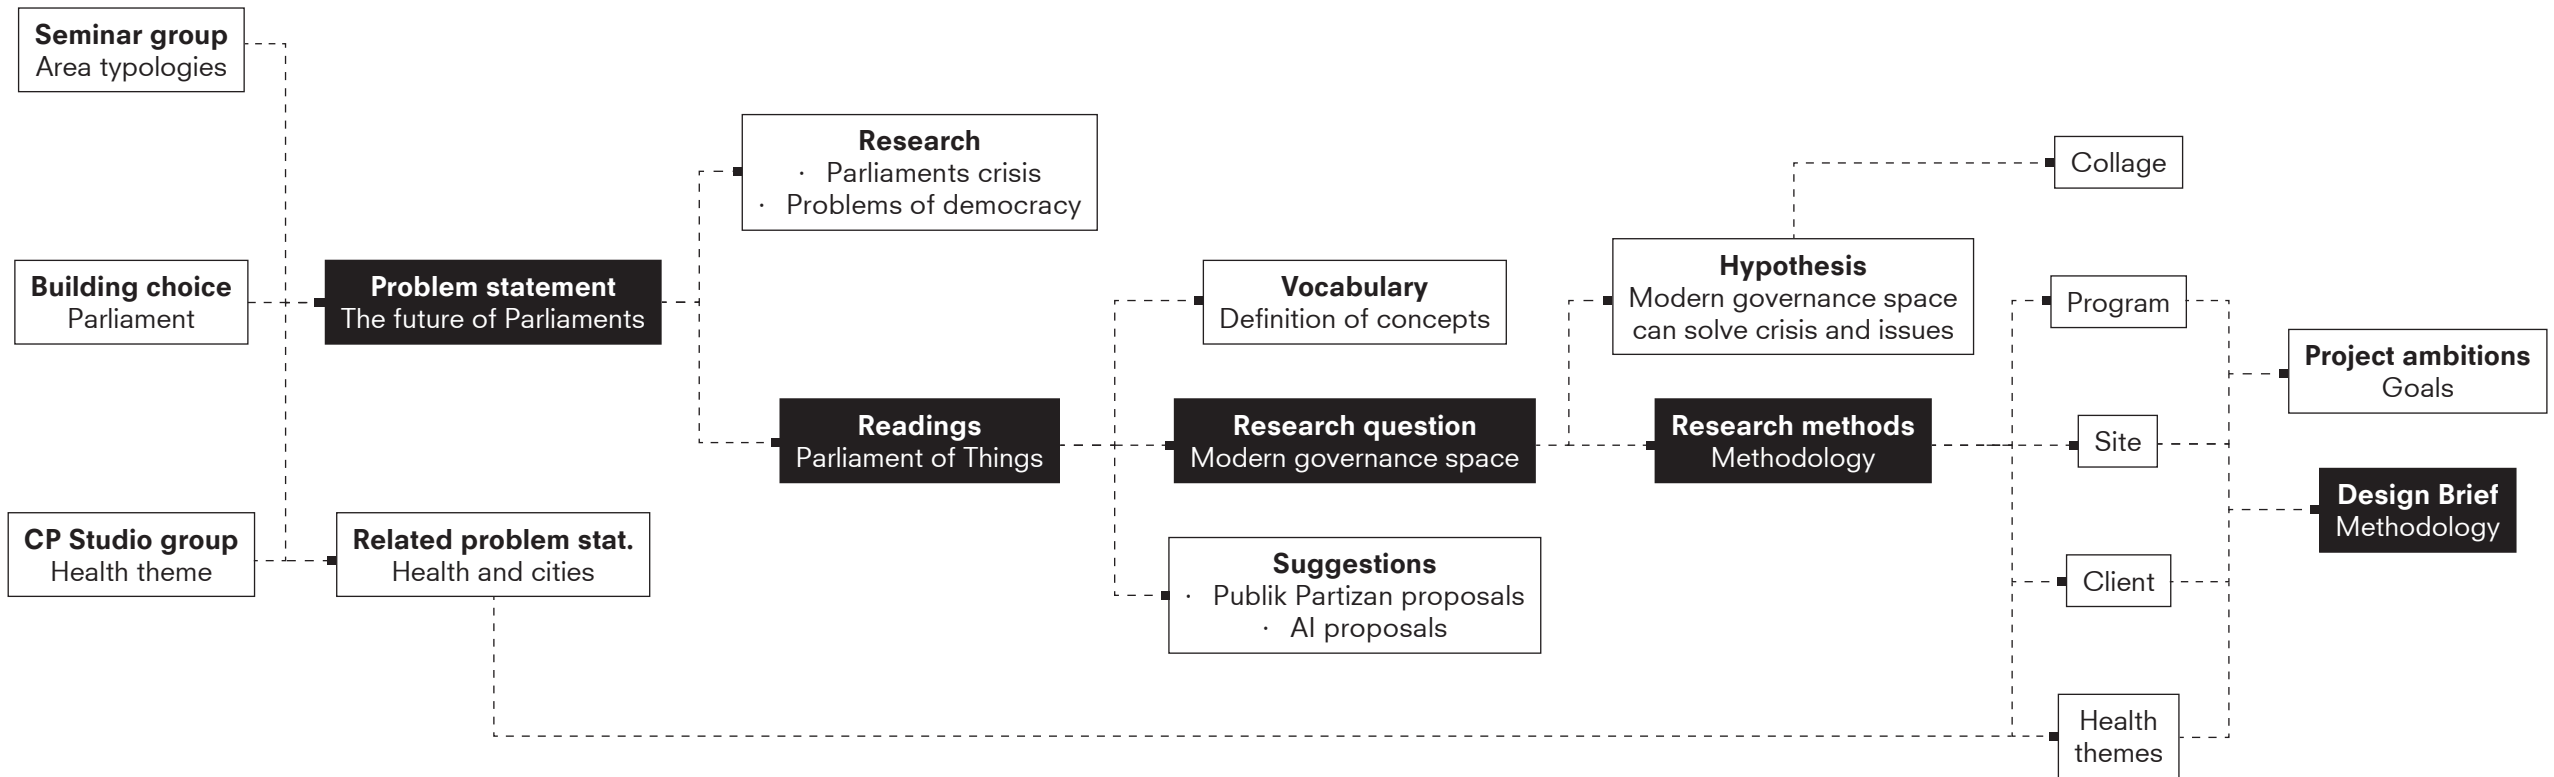 Seminar group
Area typologies
Building choice
Parliament
CP Studio group
Health theme
Problem statement
The future of Parliaments
Related problem stat.
Health and cities
Research
· Parliaments crisis
· Problems of democracy
Readings
Parliament of Things
Vocabulary
Definition of concepts
Research question
Modern governance space
Suggestions
· Publik Partizan proposals
· AI proposals
Hypothesis
Modern governance space
can solve crisis and issues
Research methods
Methodology
Collage
Program
Site
Client
Health
themes
Project ambitions
Goals
Design Brief
Methodology